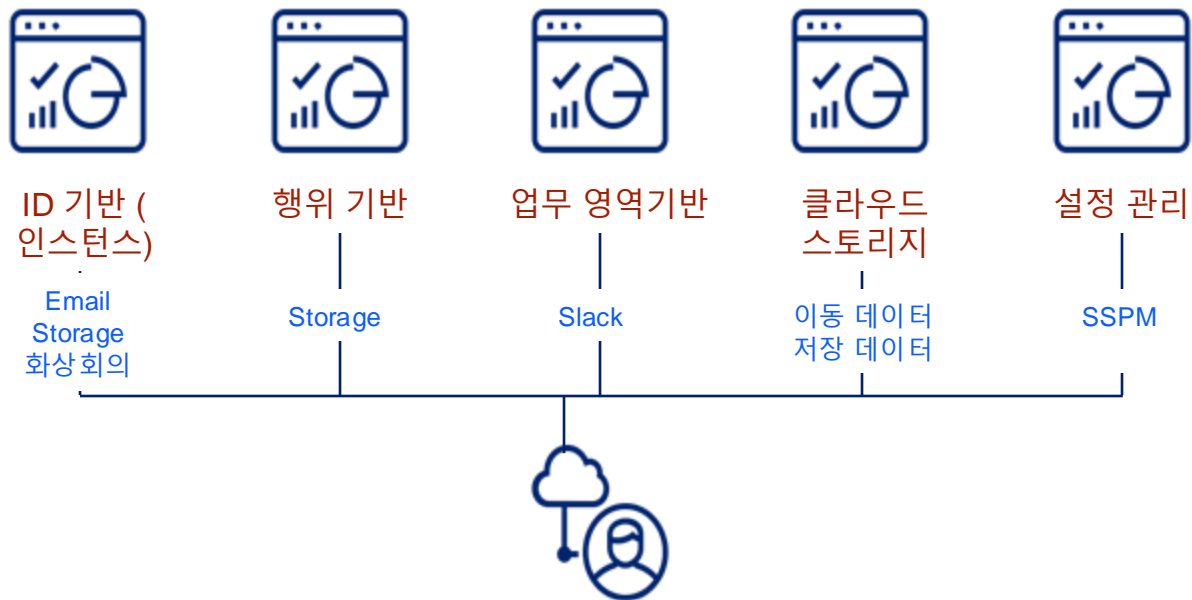 ID 기반 (
인스턴스)
행위 기반
업무 영역기반
클라우드
스토리지
설정 관리
Email
Storage
화상회의
Storage
Slack
이동 데이터
저장 데이터
SSPM